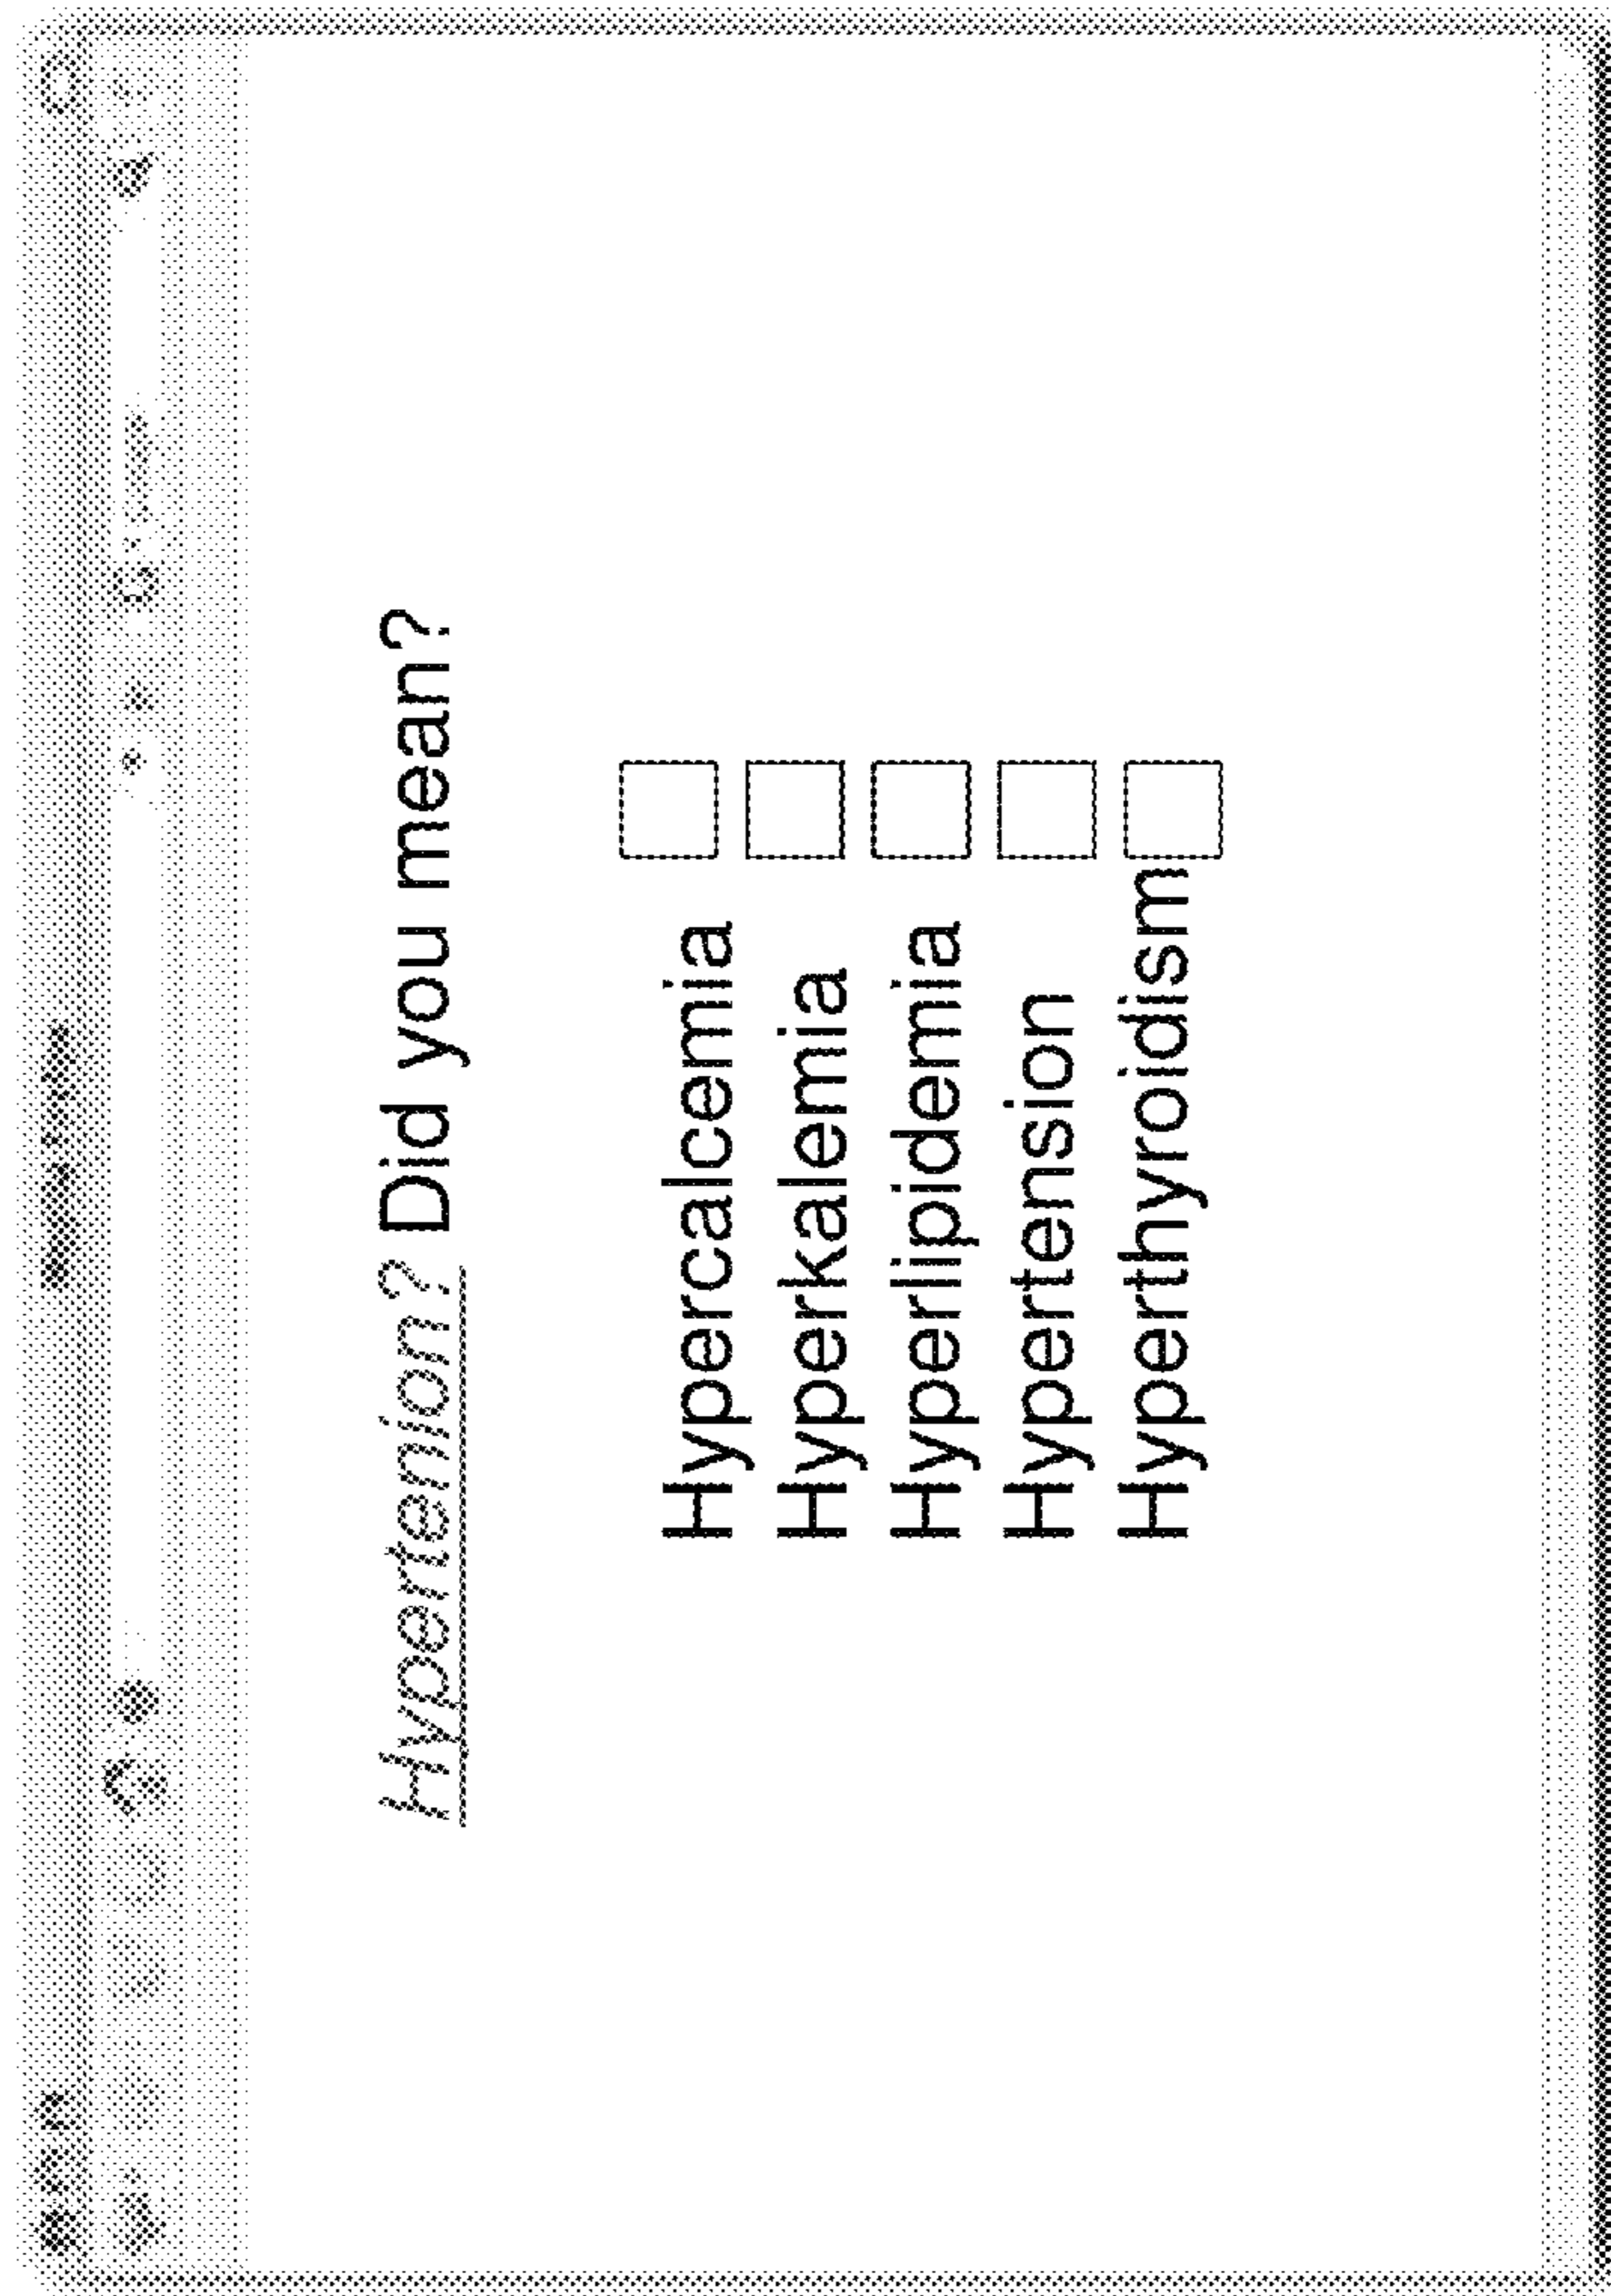 Hypertenion? Did you mean?
Hypercalcemia
Hyperkalemia
Hyperlipidemia
Hypertension
Hyperthyroidism